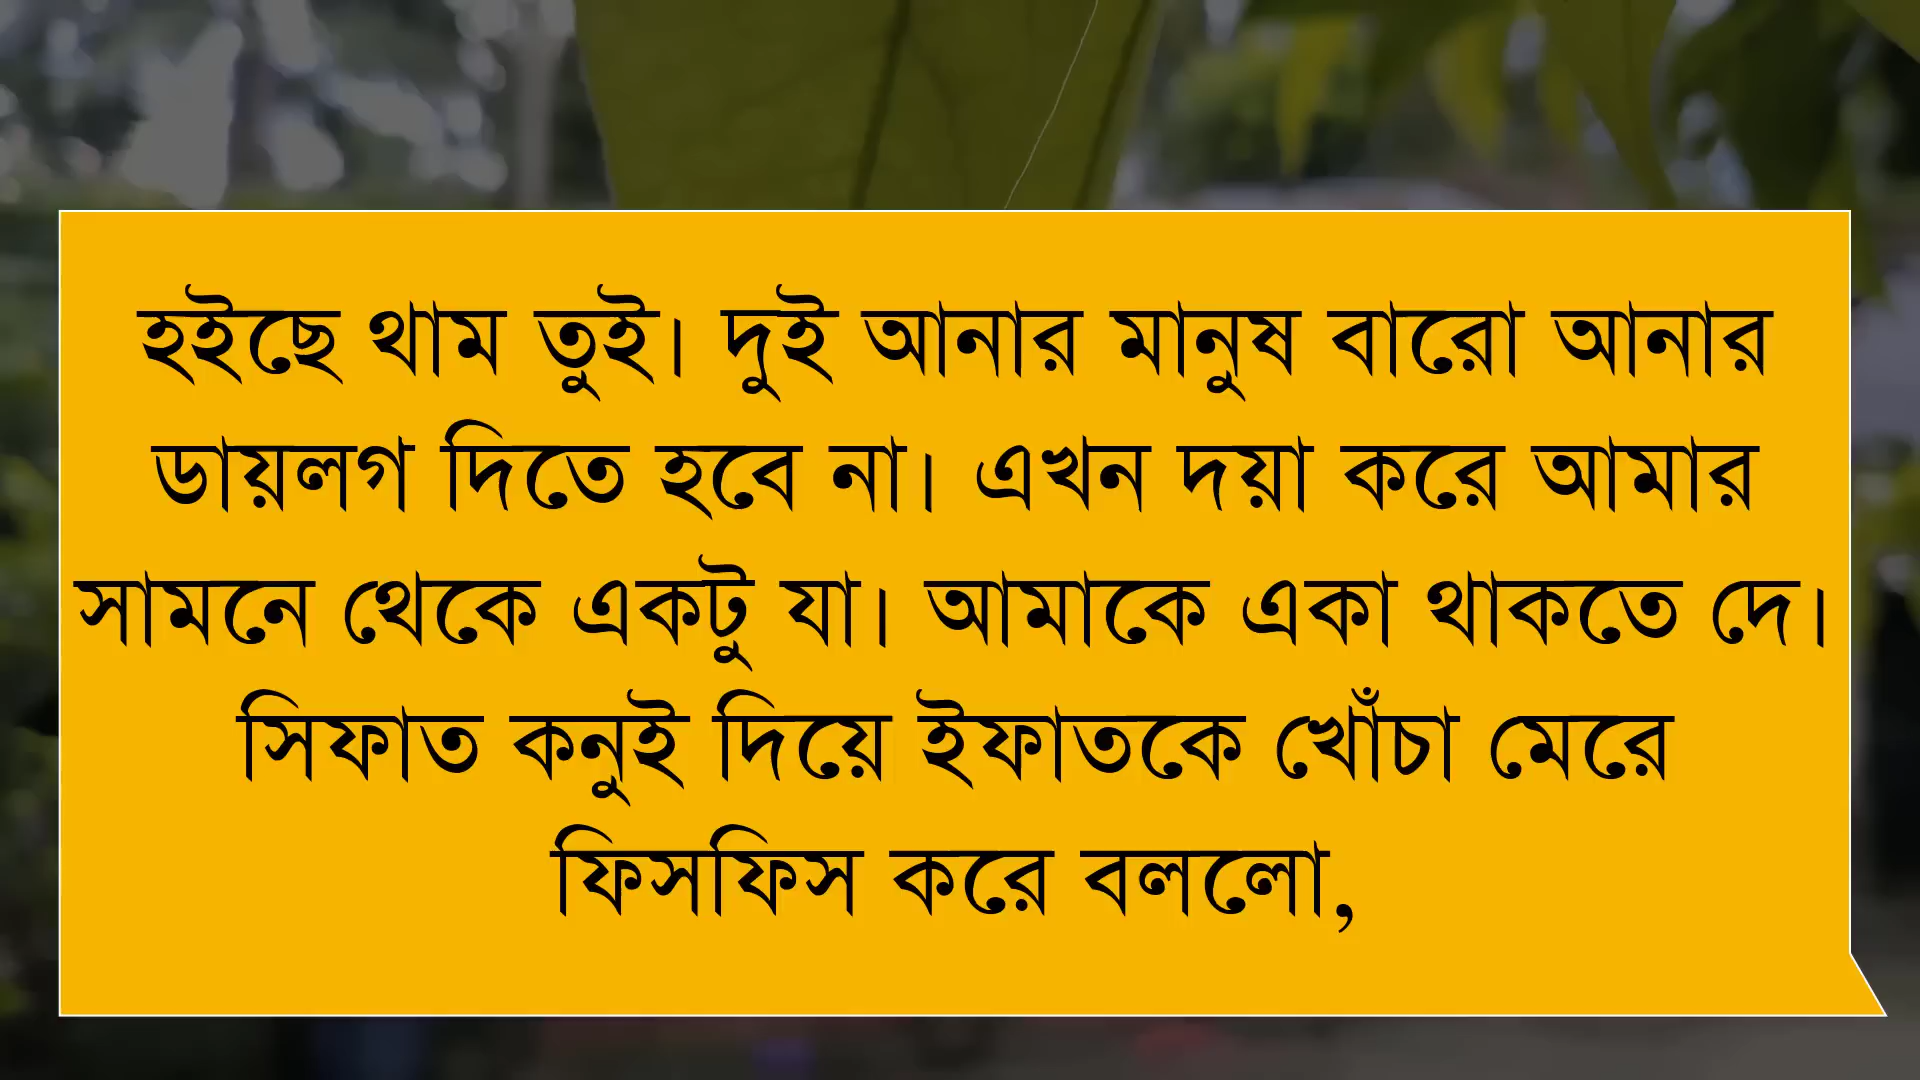 হইছে থাম তুই। দুই আনার মানুষ বারো আনার
ডায়লগ দিতে হবে না। এখন দয়া করে আমার
সামনে থেকে একটু যা। আমাকে একা থাকতে দে।
সিফাত কনুই দিয়ে ইফাতকে খোঁচা মেরে
ফিসফিস করে বললো,